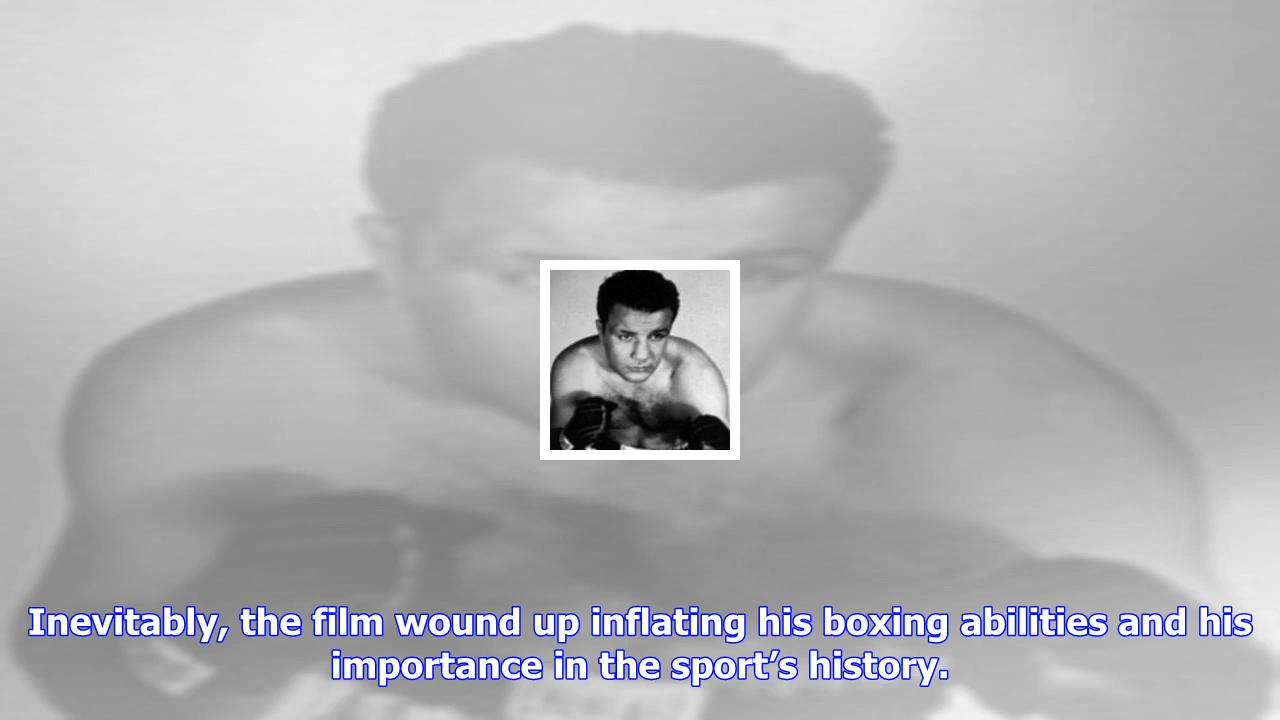 Inevitably, the film wound up inflating his boxing abilities and his
importance in the sport’s history.